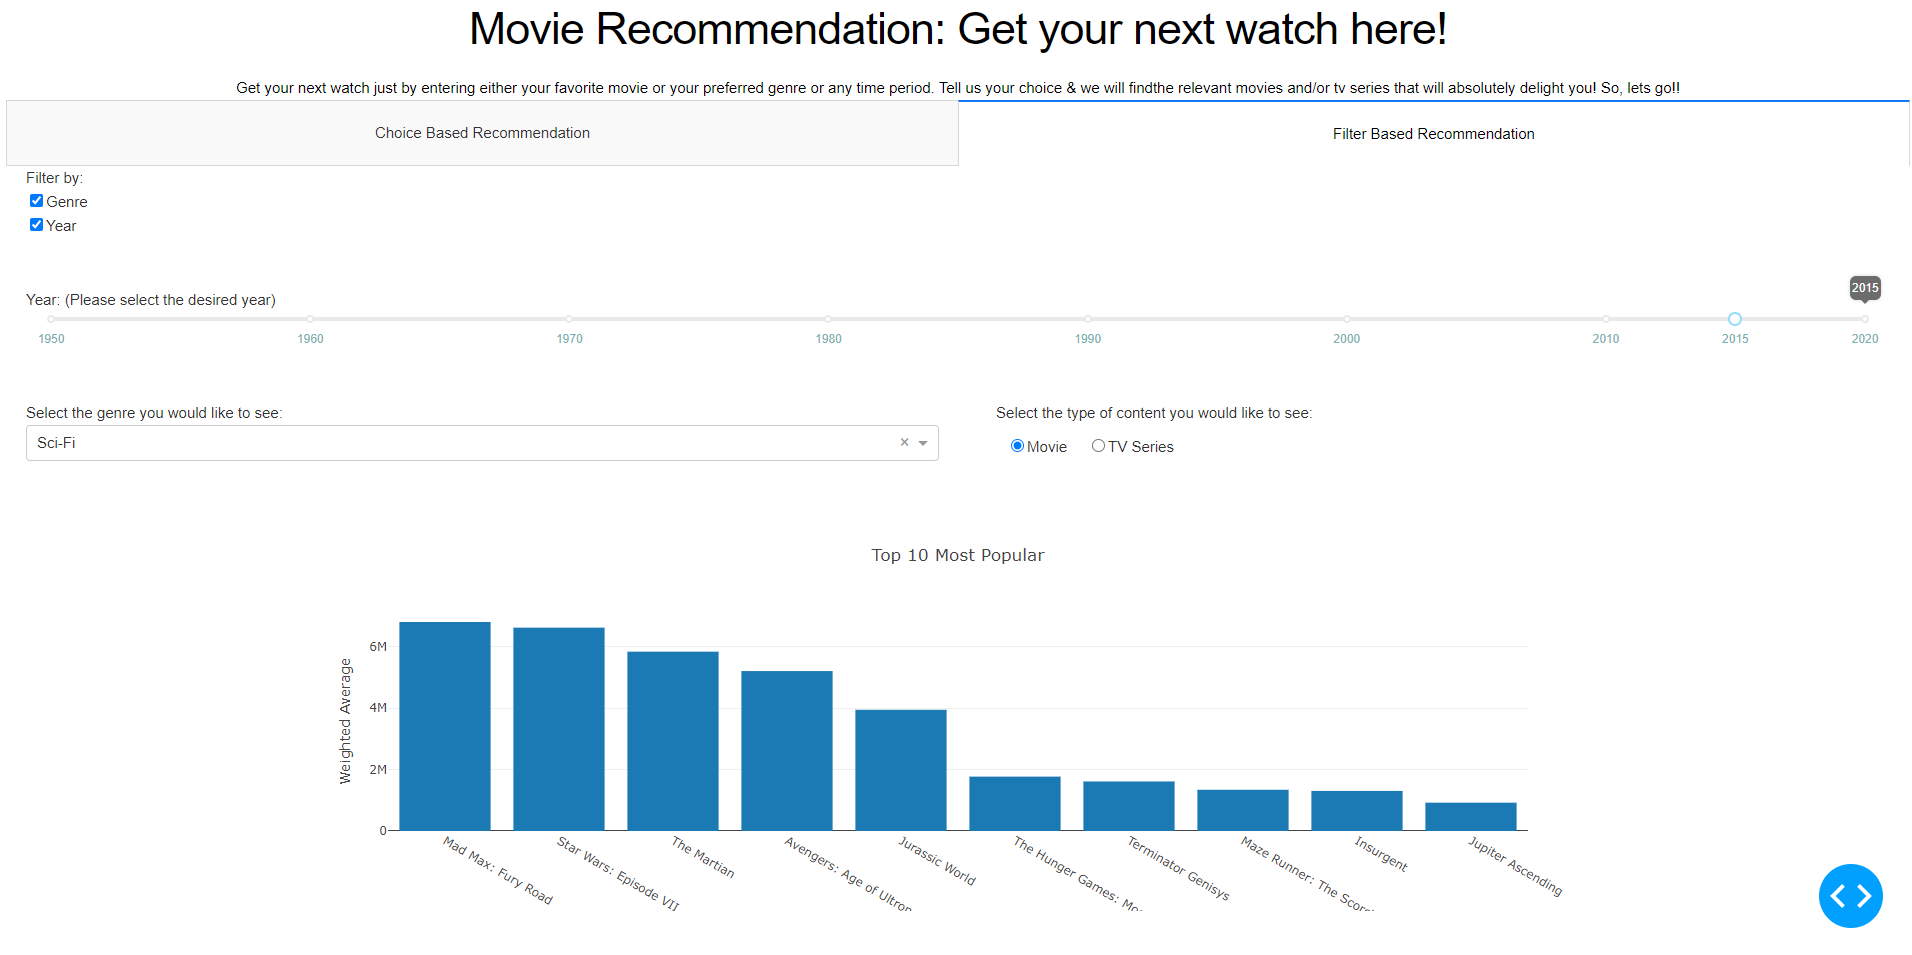 Movie Recommendation: Get your next watch here!
Get your next watch just by entering either your favorite movie or your preferred genre or any time period. Tell us your choice & we will findthe relevant movies and/or tv series that will absolutely delight you! So, lets go!!
Choice Based Recommendation
Filter Based Recommendation
Filter by:
Genre
Year
2015
Year: (Please select the desired year)
1950 1960 1970 1980 1990 2000 2010 2015 2020
Select the genre you would like to see:
Select the type of content you would like to see:
Sci-Fi
Movie TV Series
Top 10 Most Popular
Weighted Average
6M
4M
2M
0
Mad Max: Fury Road
Star Wars: Episode VII
The Martian
Avengers: Age of Ultron
Jurassic World
The Hunger Games:
Terminator Genisys
Maze Runner: The
Insurgent
Jupiter Ascending